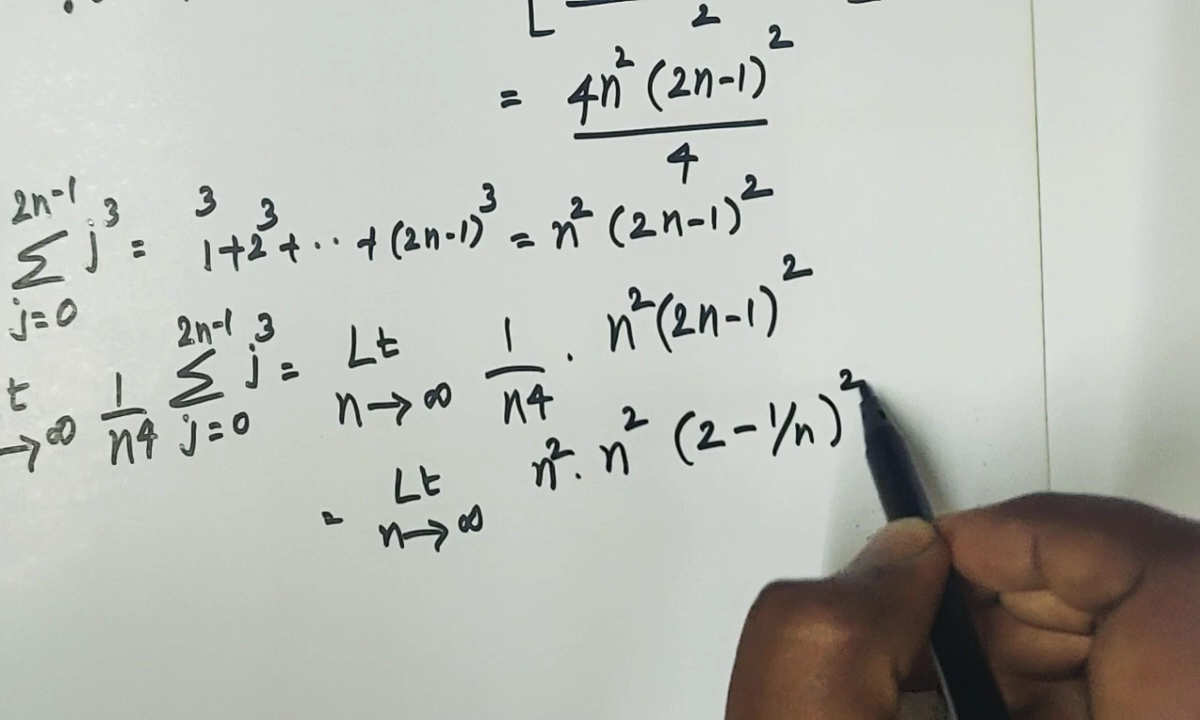 2
= 4n² (2n-1)² / 4
2n-1 ∑ j=0 j³ = 1³+2³+..+(2n-1)³ = n² (2n-1)²
t →∞ 1/n4 2n-1 ∑ j=0 j³ = Lt n→∞ 1/n4 . n²(2n-1)²
= Lt n→∞ n². n² (2-1/n)²